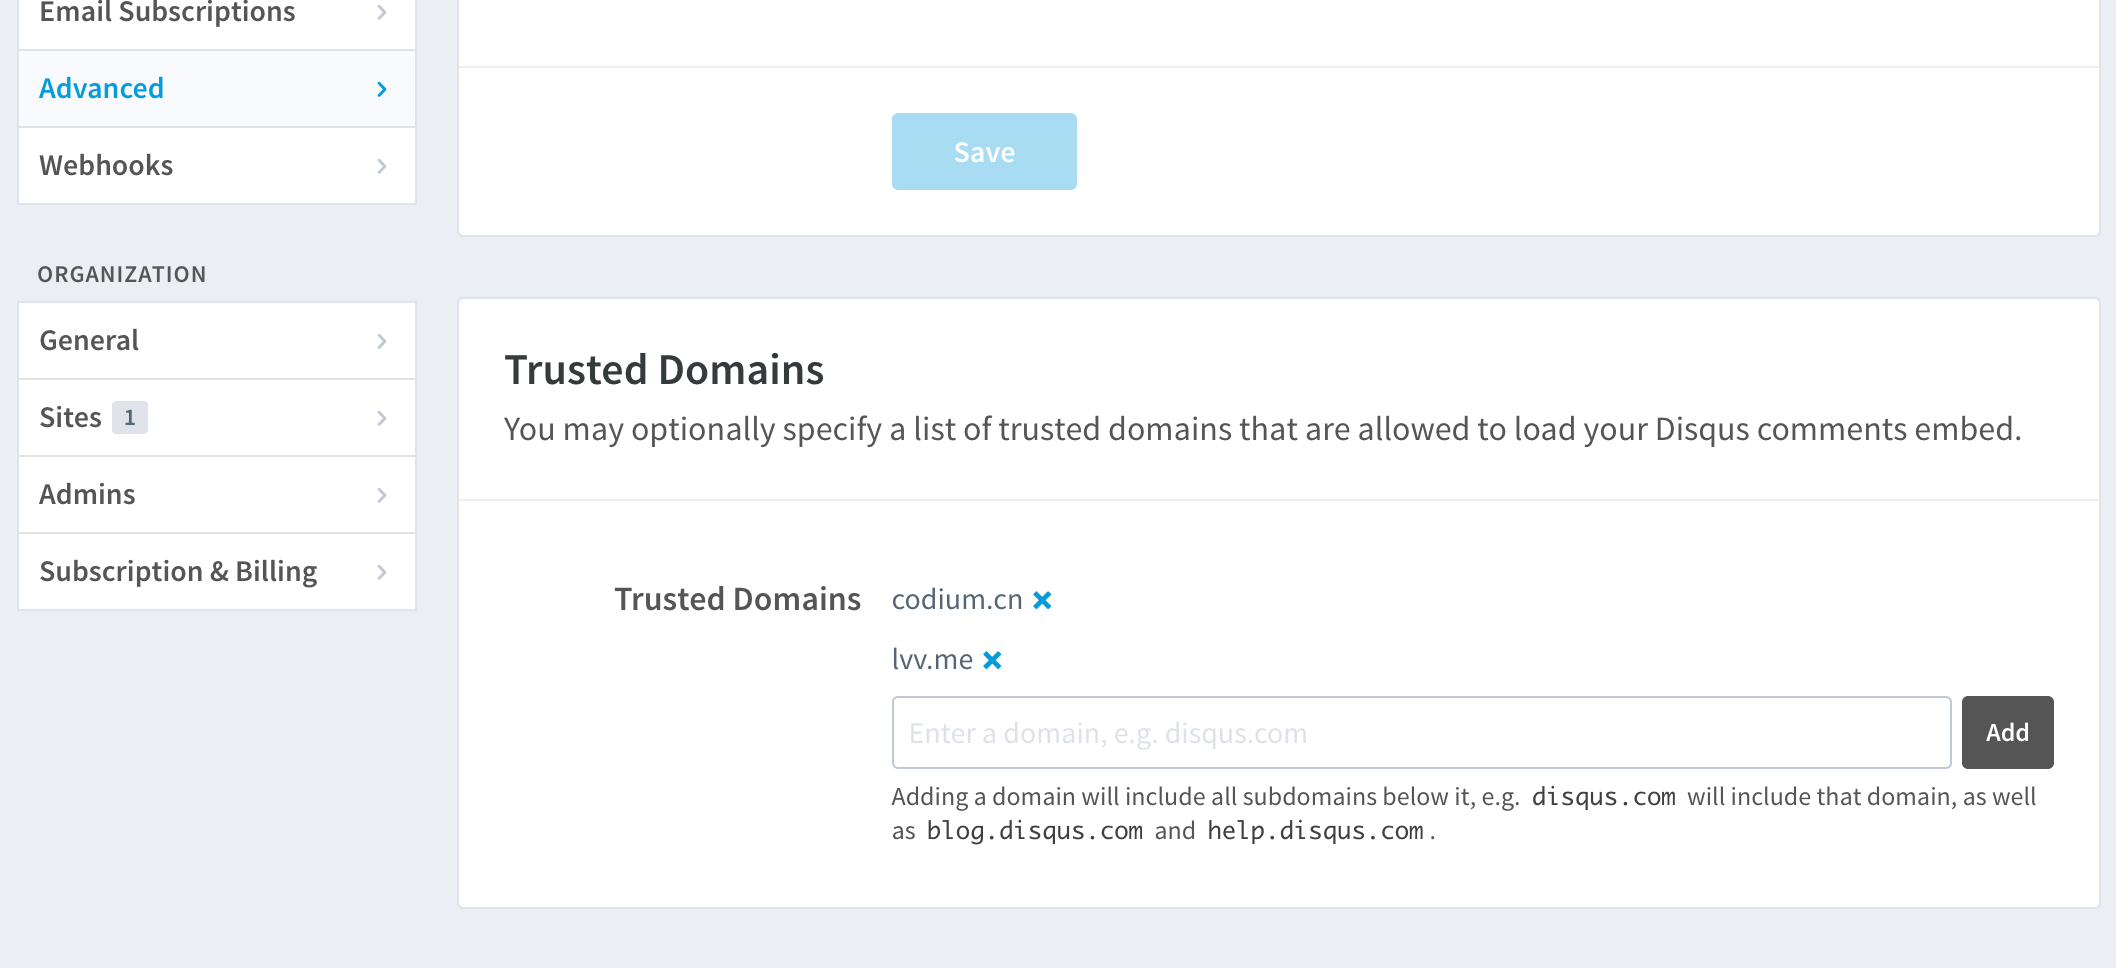 Email Subscriptions
Advanced
Webhooks
Save
ORGANIZATION
General
Sites 1
Admins
Subscription & Billing
Trusted Domains
You may optionally specify a list of trusted domains that are allowed to load your Disqus comments embed.
Trusted Domains
codium.cn
lvv.me
Enter a domain, e.g. disqus.com
Add
Adding a domain will include all subdomains below it, e.g. disqus.com will include that domain, as well
as blog.disqus.com and help.disqus.com.